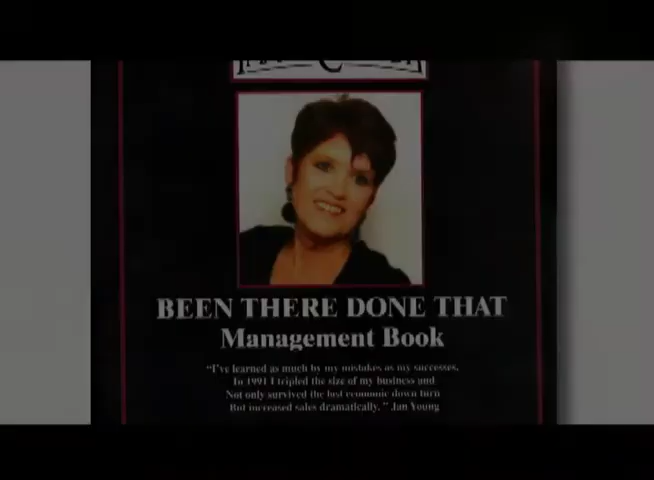 BEEN THERE DONE THAT
Management Book
“I've learned as much by my mistakes as my successes.
In 1991 I tripled the size of my business and
Not only survived the last economic down turn
But increased sales dramatically.” Jan Young